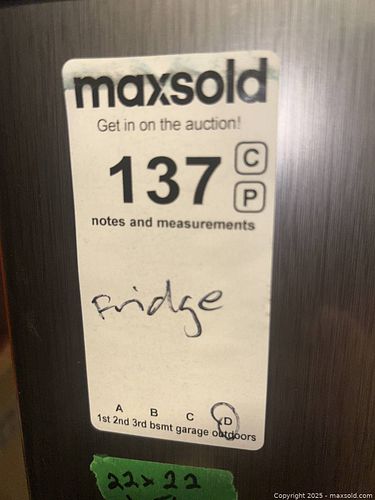 maxsold
Get in on the auction!
137 C
P
notes and measurements
Fridge
A B C D
1st 2nd 3rd bsmt garage outdoors
22x22
Copyright 2025 - maxsold.com